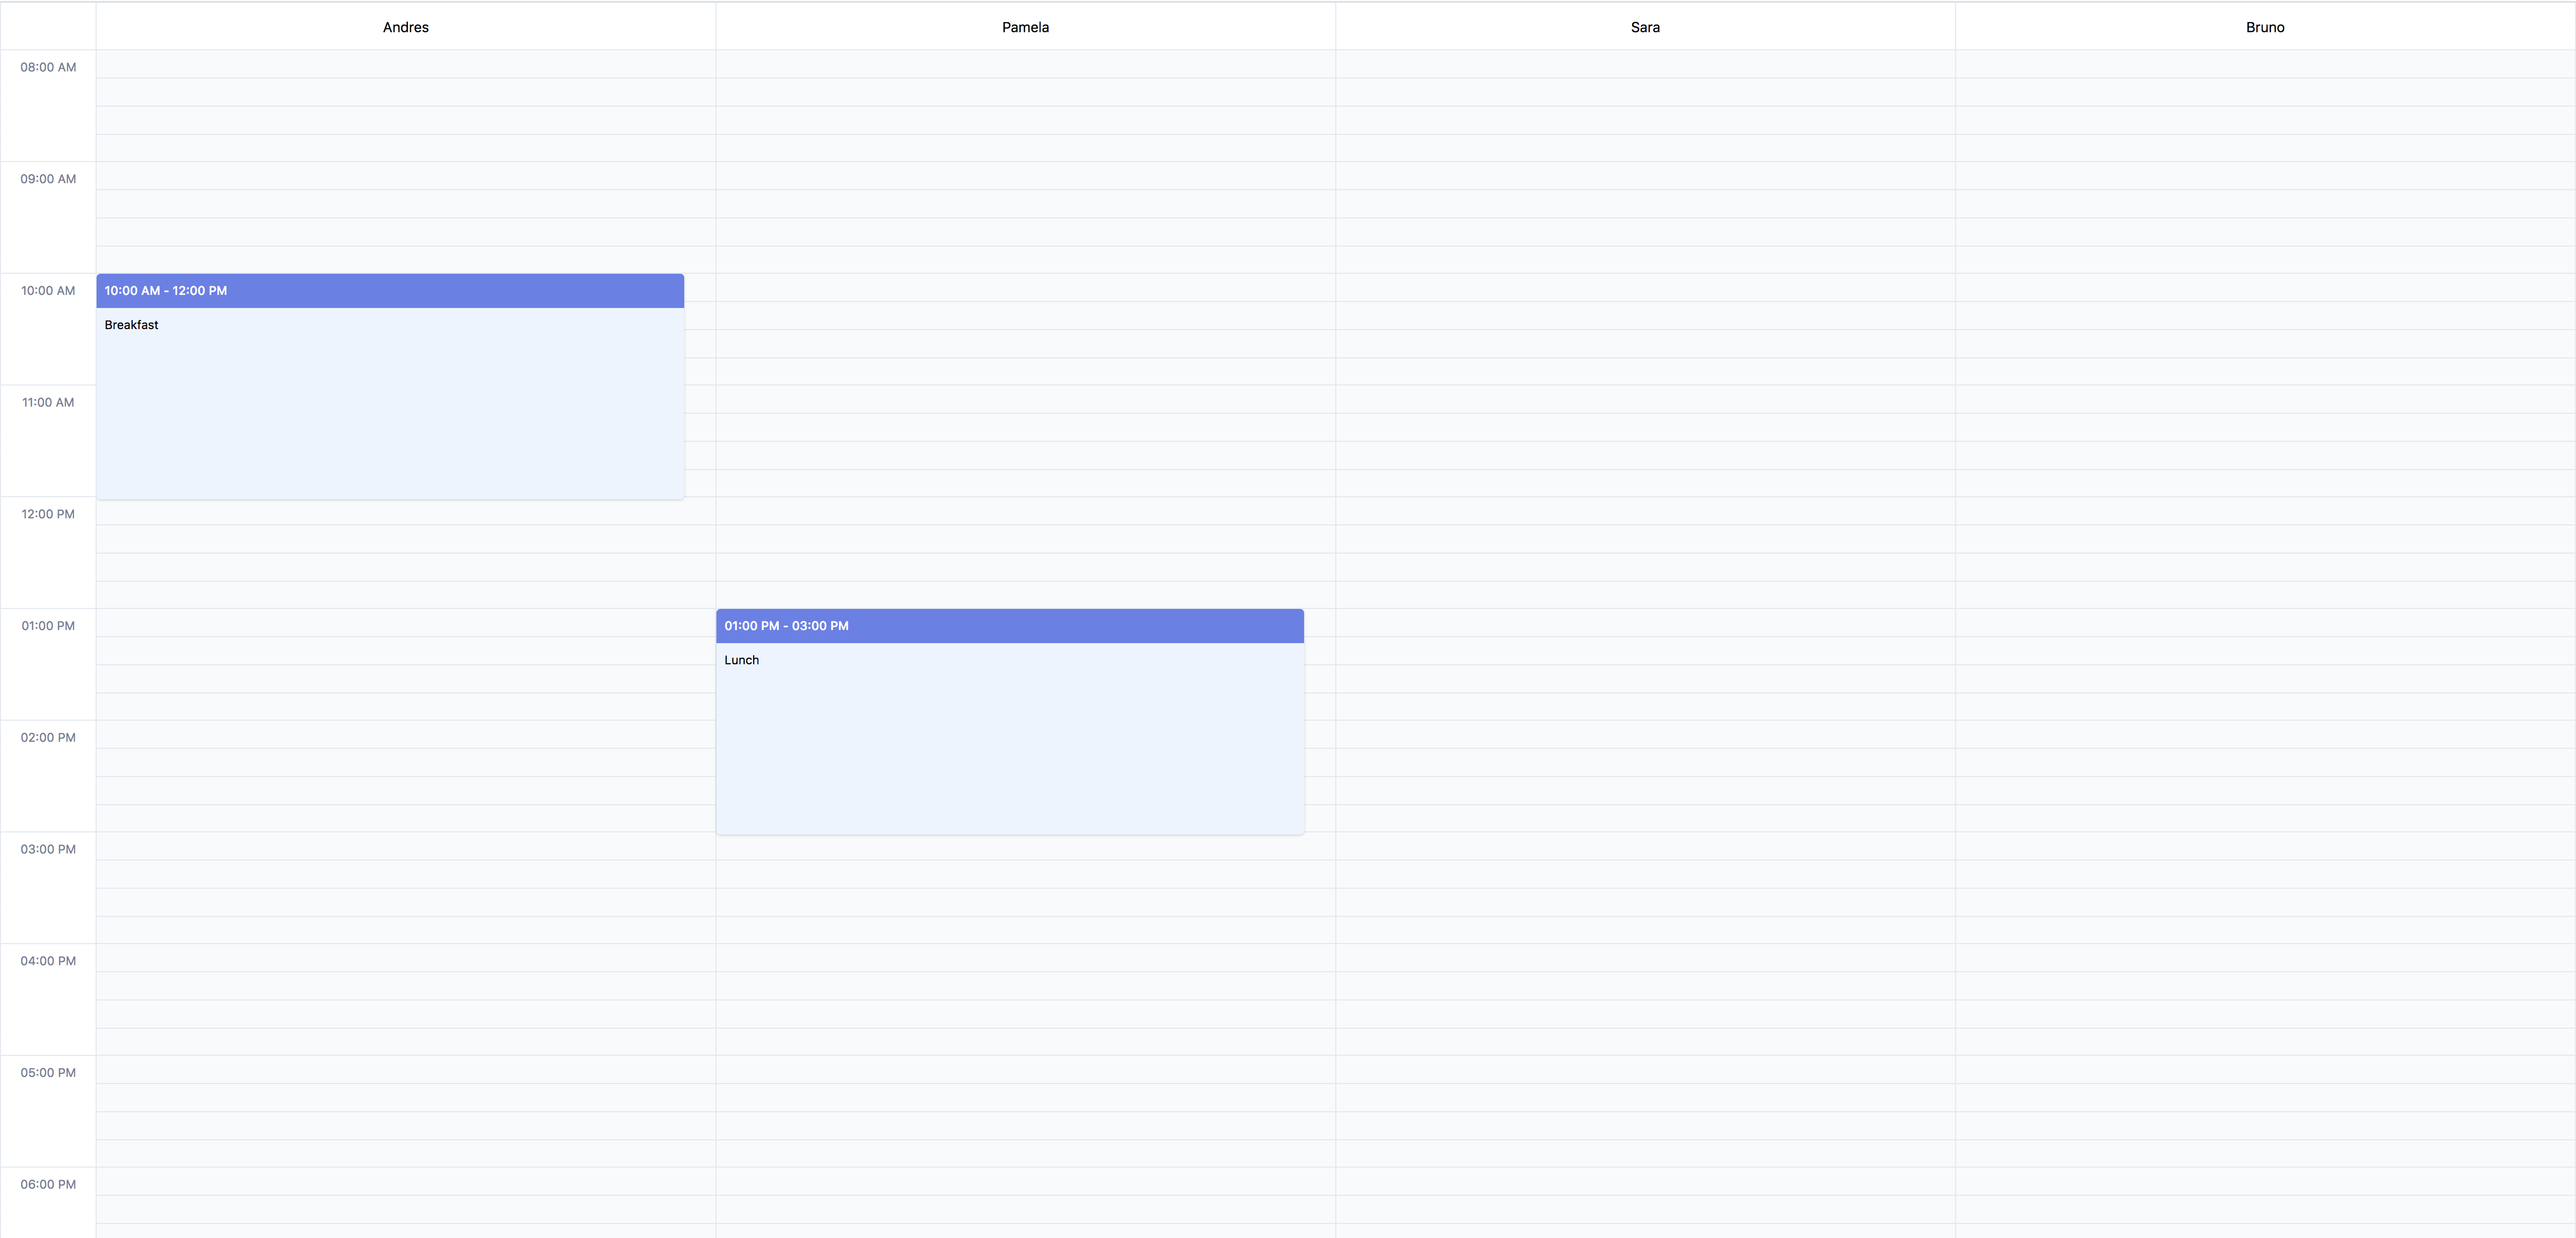 Andres Pamela Sara Bruno
08:00 AM
09:00 AM
10:00 AM
10:00 AM - 12:00 PM
Breakfast
11:00 AM
12:00 PM
01:00 PM
01:00 PM - 03:00 PM
Lunch
02:00 PM
03:00 PM
04:00 PM
05:00 PM
06:00 PM